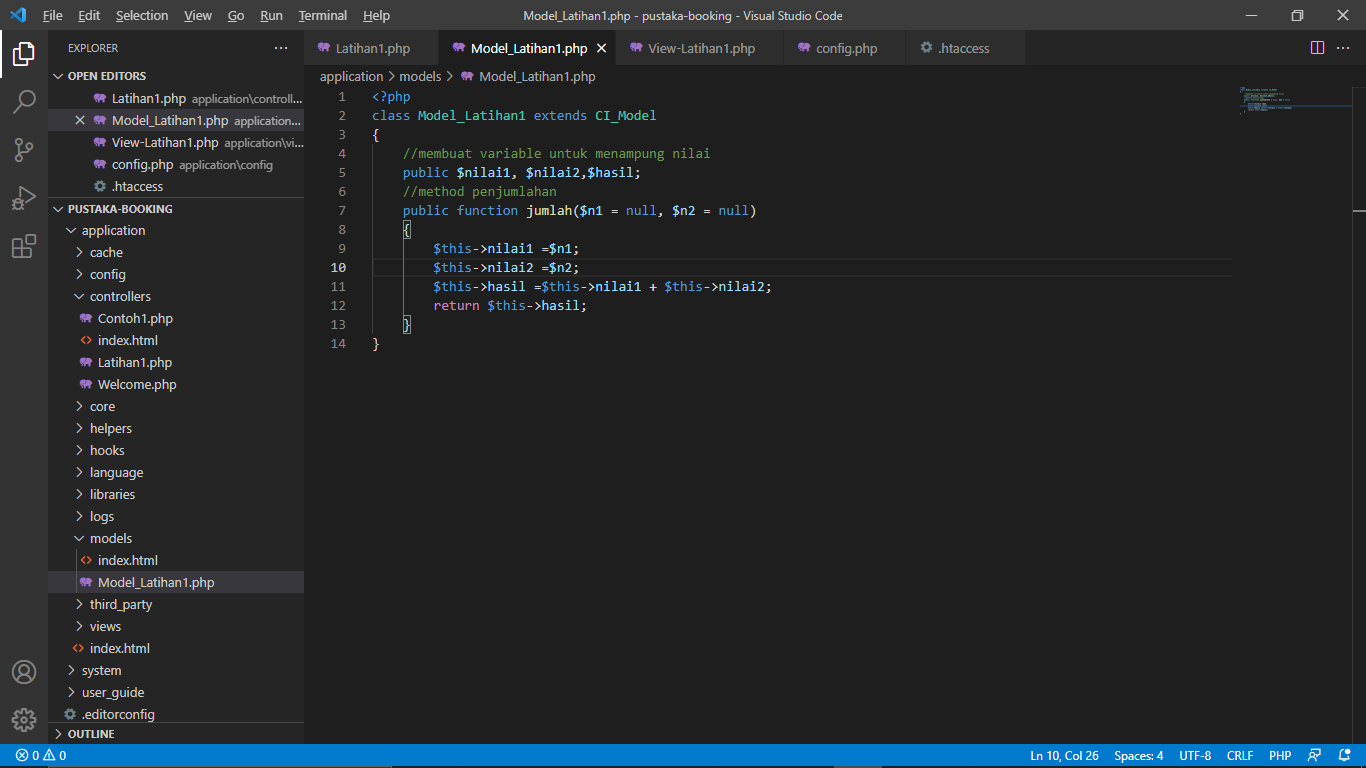 File Edit Selection View Go Run Terminal Help Model_Latihan1.php - pustaka-booking - Visual Studio Code
EXPLORER
OPEN EDITORS
Latihan1.php application\controll...
Model_Latihan1.php application...
View-Latihan1.php application\vi...
config.php application\config
.htaccess
PUSTAKA-BOOKING
application
cache
config
controllers
Contoh1.php
index.html
Latihan1.php
Welcome.php
core
helpers
hooks
language
libraries
logs
models
index.html
Model_Latihan1.php
third_party
views
index.html
system
user_guide
.editorconfig
OUTLINE
Latihan1.php Model_Latihan1.php View-Latihan1.php config.php .htaccess
application > models > Model_Latihan1.php
1 <?php
2 class Model_Latihan1 extends CI_Model
3 {
4 //membuat variable untuk menampung nilai
5 public $nilai1, $nilai2,$hasil;
6 //method penjumlahan
7 public function jumlah($n1 = null, $n2 = null)
8 {
9 $this->nilai1 =$n1;
10 $this->nilai2 =$n2;
11 $this->hasil =$this->nilai1 + $this->nilai2;
12 return $this->hasil;
13 }
14 }
0 0 Ln 10, Col 26 Spaces: 4 UTF-8 CRLF PHP